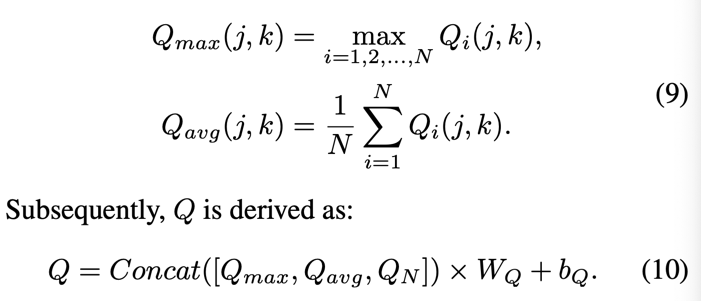 Q_{max}(j, k) = \max_{i=1,2,...,N} Q_i(j, k),
(9)
Q_{avg}(j, k) = \frac{1}{N} \sum_{i=1}^{N} Q_i(j, k).
Subsequently, Q is derived as:
Q = Concat([Q_{max}, Q_{avg}, Q_N]) × W_Q + b_Q. (10)